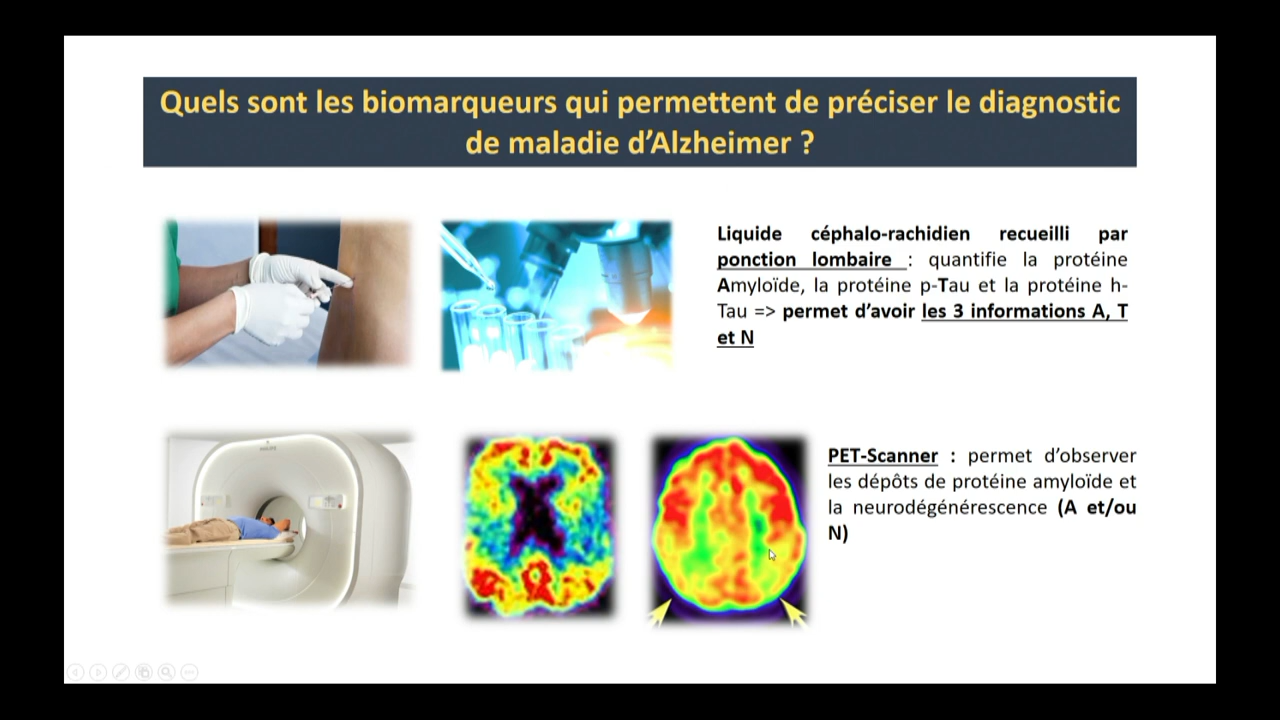 Quels sont les biomarqueurs qui permettent de préciser le diagnostic
de maladie d'Alzheimer ?
Liquide céphalo-rachidien recueilli par
ponction lombaire : quantifie la protéine
Amyloïde, la protéine p-Tau et la protéine h-
Tau => permet d'avoir les 3 informations A, T
et N
PET-Scanner : permet d'observer
les dépôts de protéine amyloïde et
la neurodégénérescence (A et/ou
N)